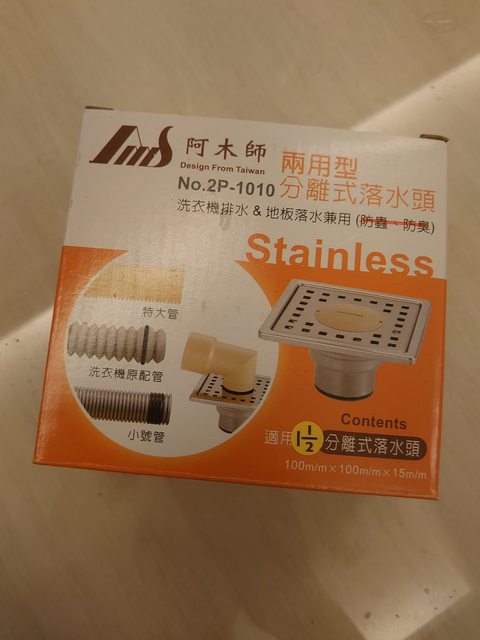 Ams
阿木師
Design From Taiwan
兩用型
No.2P-1010
分離式落水頭
洗衣機排水 & 地板落水兼用 (防蟲、防臭)
Stainless
特大管
洗衣機原配管
小號管
Contents
適用 1 1/2 分離式落水頭
100m/m×100m/m×15m/m